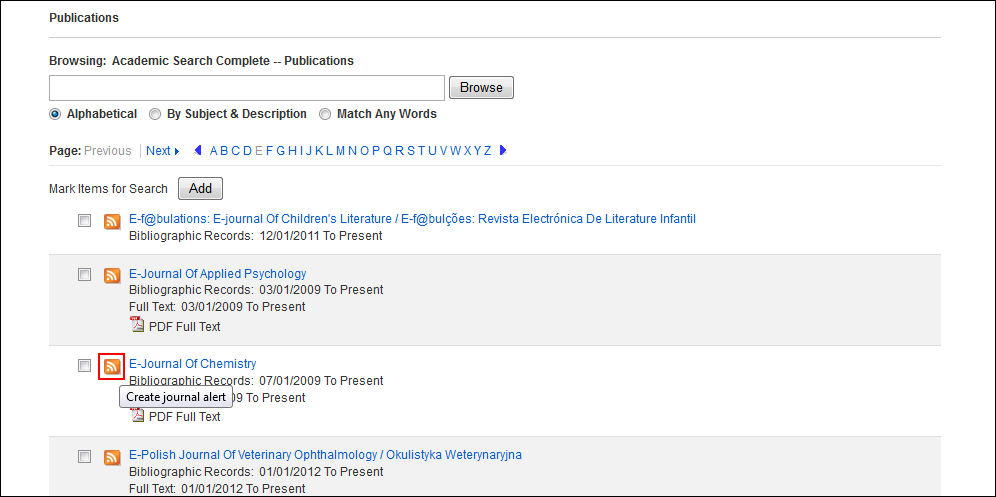 Publications
Browsing: Academic Search Complete -- Publications
Browse
Alphabetical By Subject & Description Match Any Words
Page: Previous Next A B C D E F G H I J K L M N O P Q R S T U V W X Y Z
Mark Items for Search Add
E-f@bulations: E-journal Of Children's Literature / E-f@bulções: Revista Electrónica De Literature Infantil
Bibliographic Records: 12/01/2011 To Present
E-Journal Of Applied Psychology
Bibliographic Records: 03/01/2009 To Present
Full Text: 03/01/2009 To Present
PDF Full Text
E-Journal Of Chemistry
Bibliographic Records: 07/01/2009 To Present
Create journal alert 09 To Present
PDF Full Text
E-Polish Journal Of Veterinary Ophthalmology / Okulistyka Weterynaryjna
Bibliographic Records: 01/01/2012 To Present
Full Text: 01/01/2012 To Present